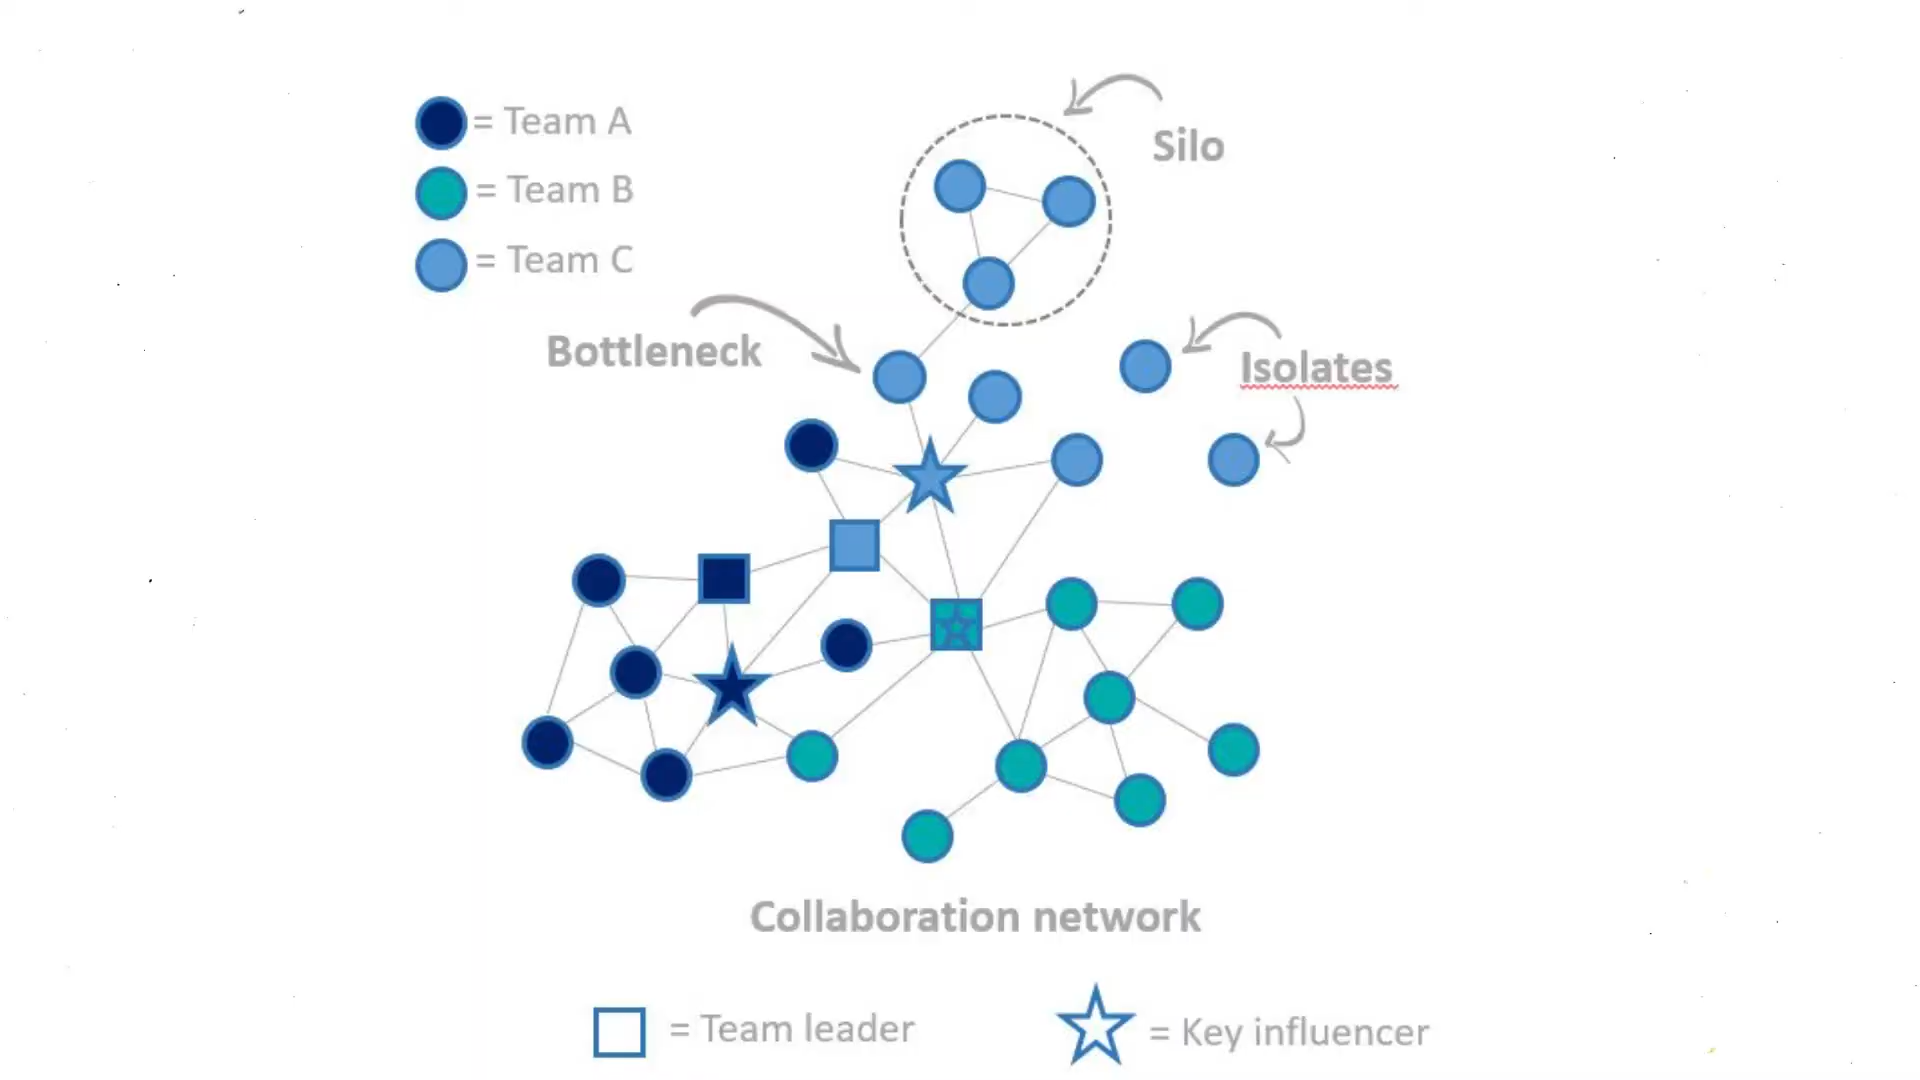 = Team A
= Team B
= Team C
Silo
Bottleneck
Isolates
Collaboration network
= Team leader
= Key influencer